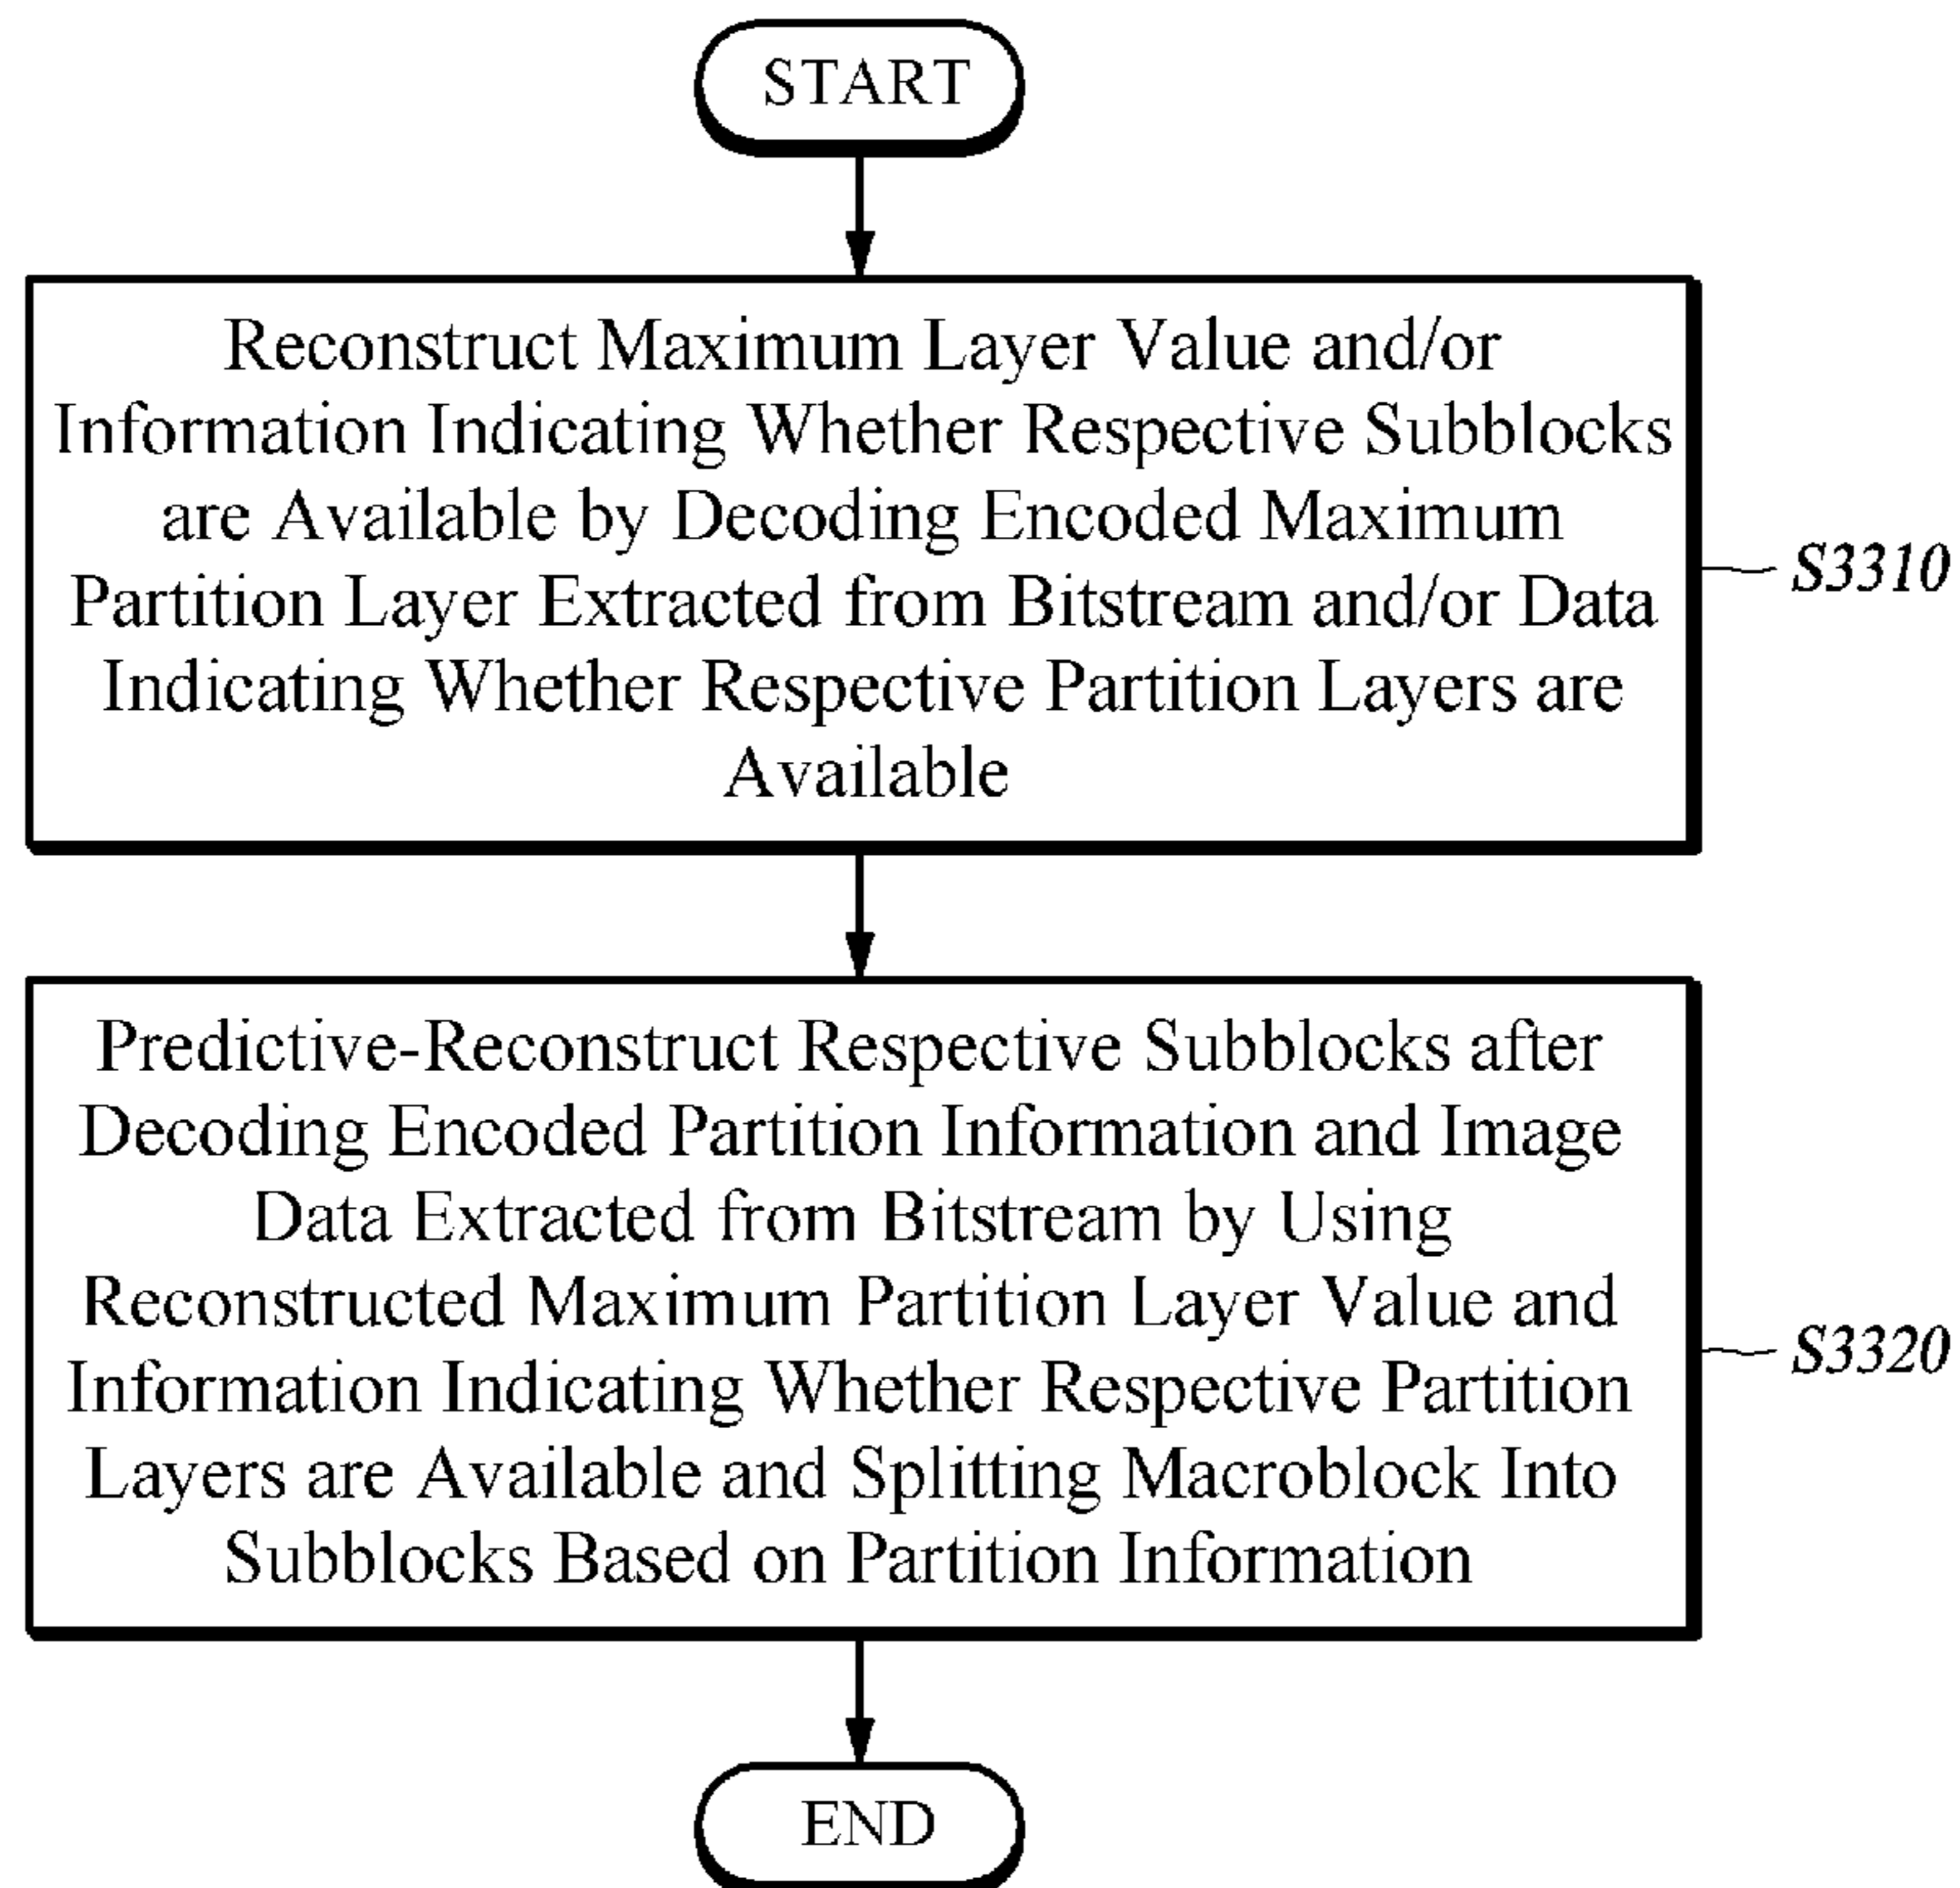 START
Reconstruct Maximum Layer Value and/or
Information Indicating Whether Respective Subblocks
are Available by Decoding Encoded Maximum
Partition Layer Extracted from Bitstream and/or Data
Indicating Whether Respective Partition Layers are
Available
S3310
Predictive-Reconstruct Respective Subblocks after
Decoding Encoded Partition Information and Image
Data Extracted from Bitstream by Using
Reconstructed Maximum Partition Layer Value and
Information Indicating Whether Respective Partition
Layers are Available and Splitting Macroblock Into
Subblocks Based on Partition Information
S3320
END